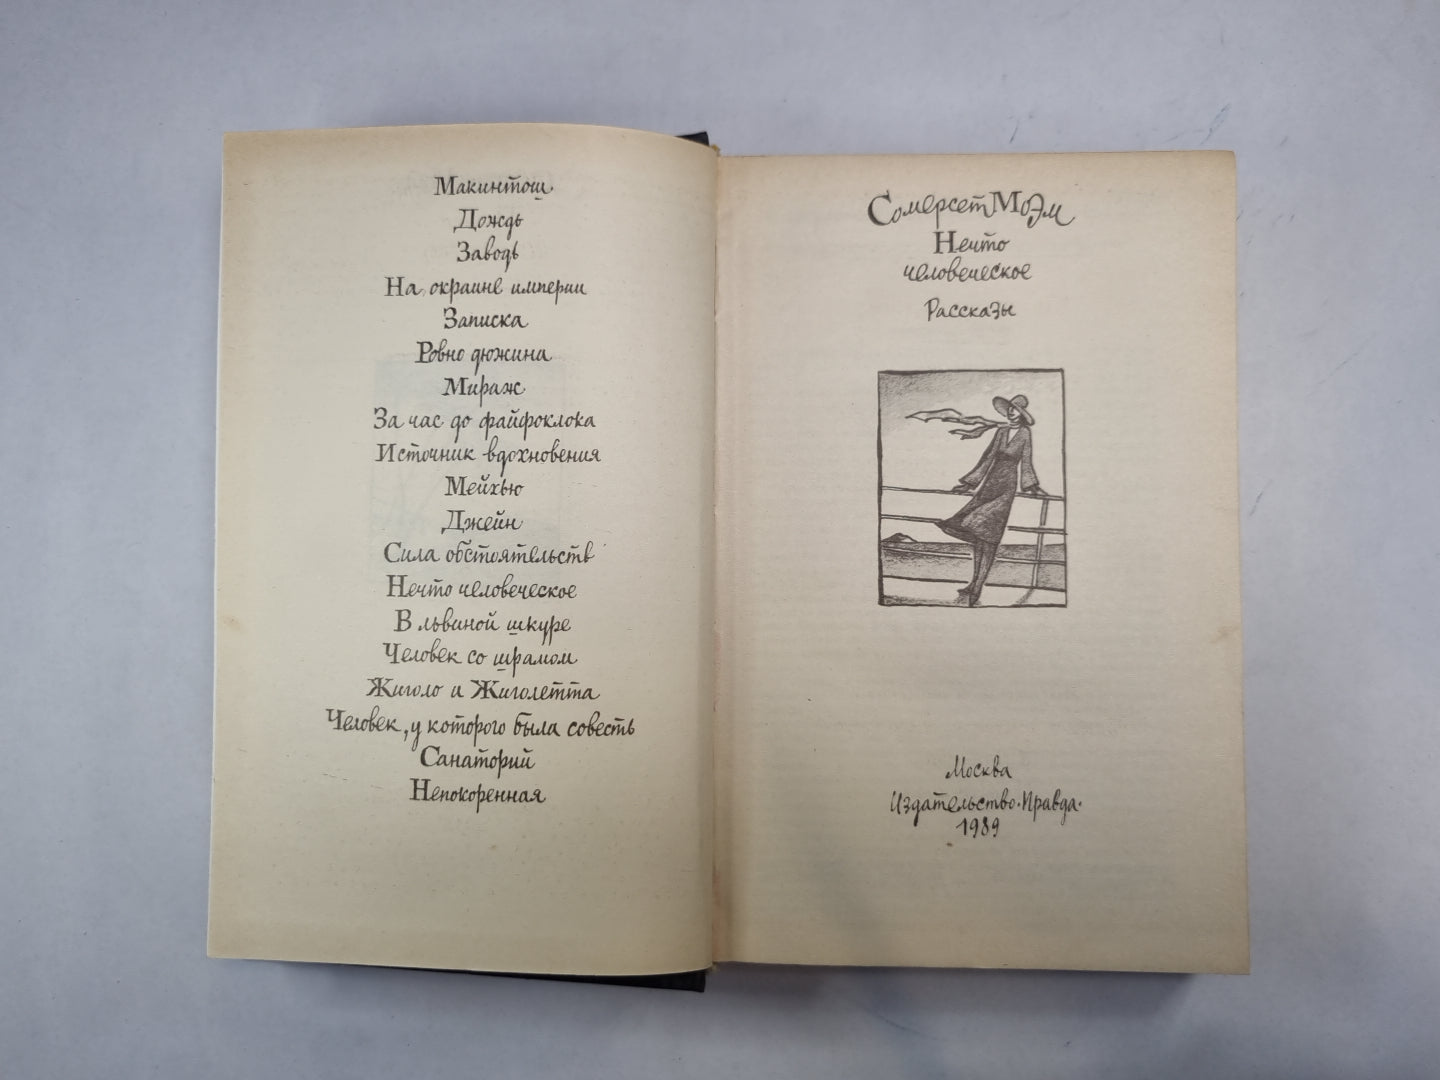 Макинтош
Дождь
Заводь
На окраине империи
Записка
Ровно дюжина
Мираж
За час до файфоклока
Источник вдохновения
Мейхью
Джейн
Сила обстоятельств
Нечто человеческое
В львиной шкуре
Человек со шрамом
Жиголо и Жиголетта
Человек, у которого была совесть
Санаторий
Непокоренная
Сомерсет Моэм
Нечто
человеческое
Рассказы
Москва
Издательство·Правда·
1989